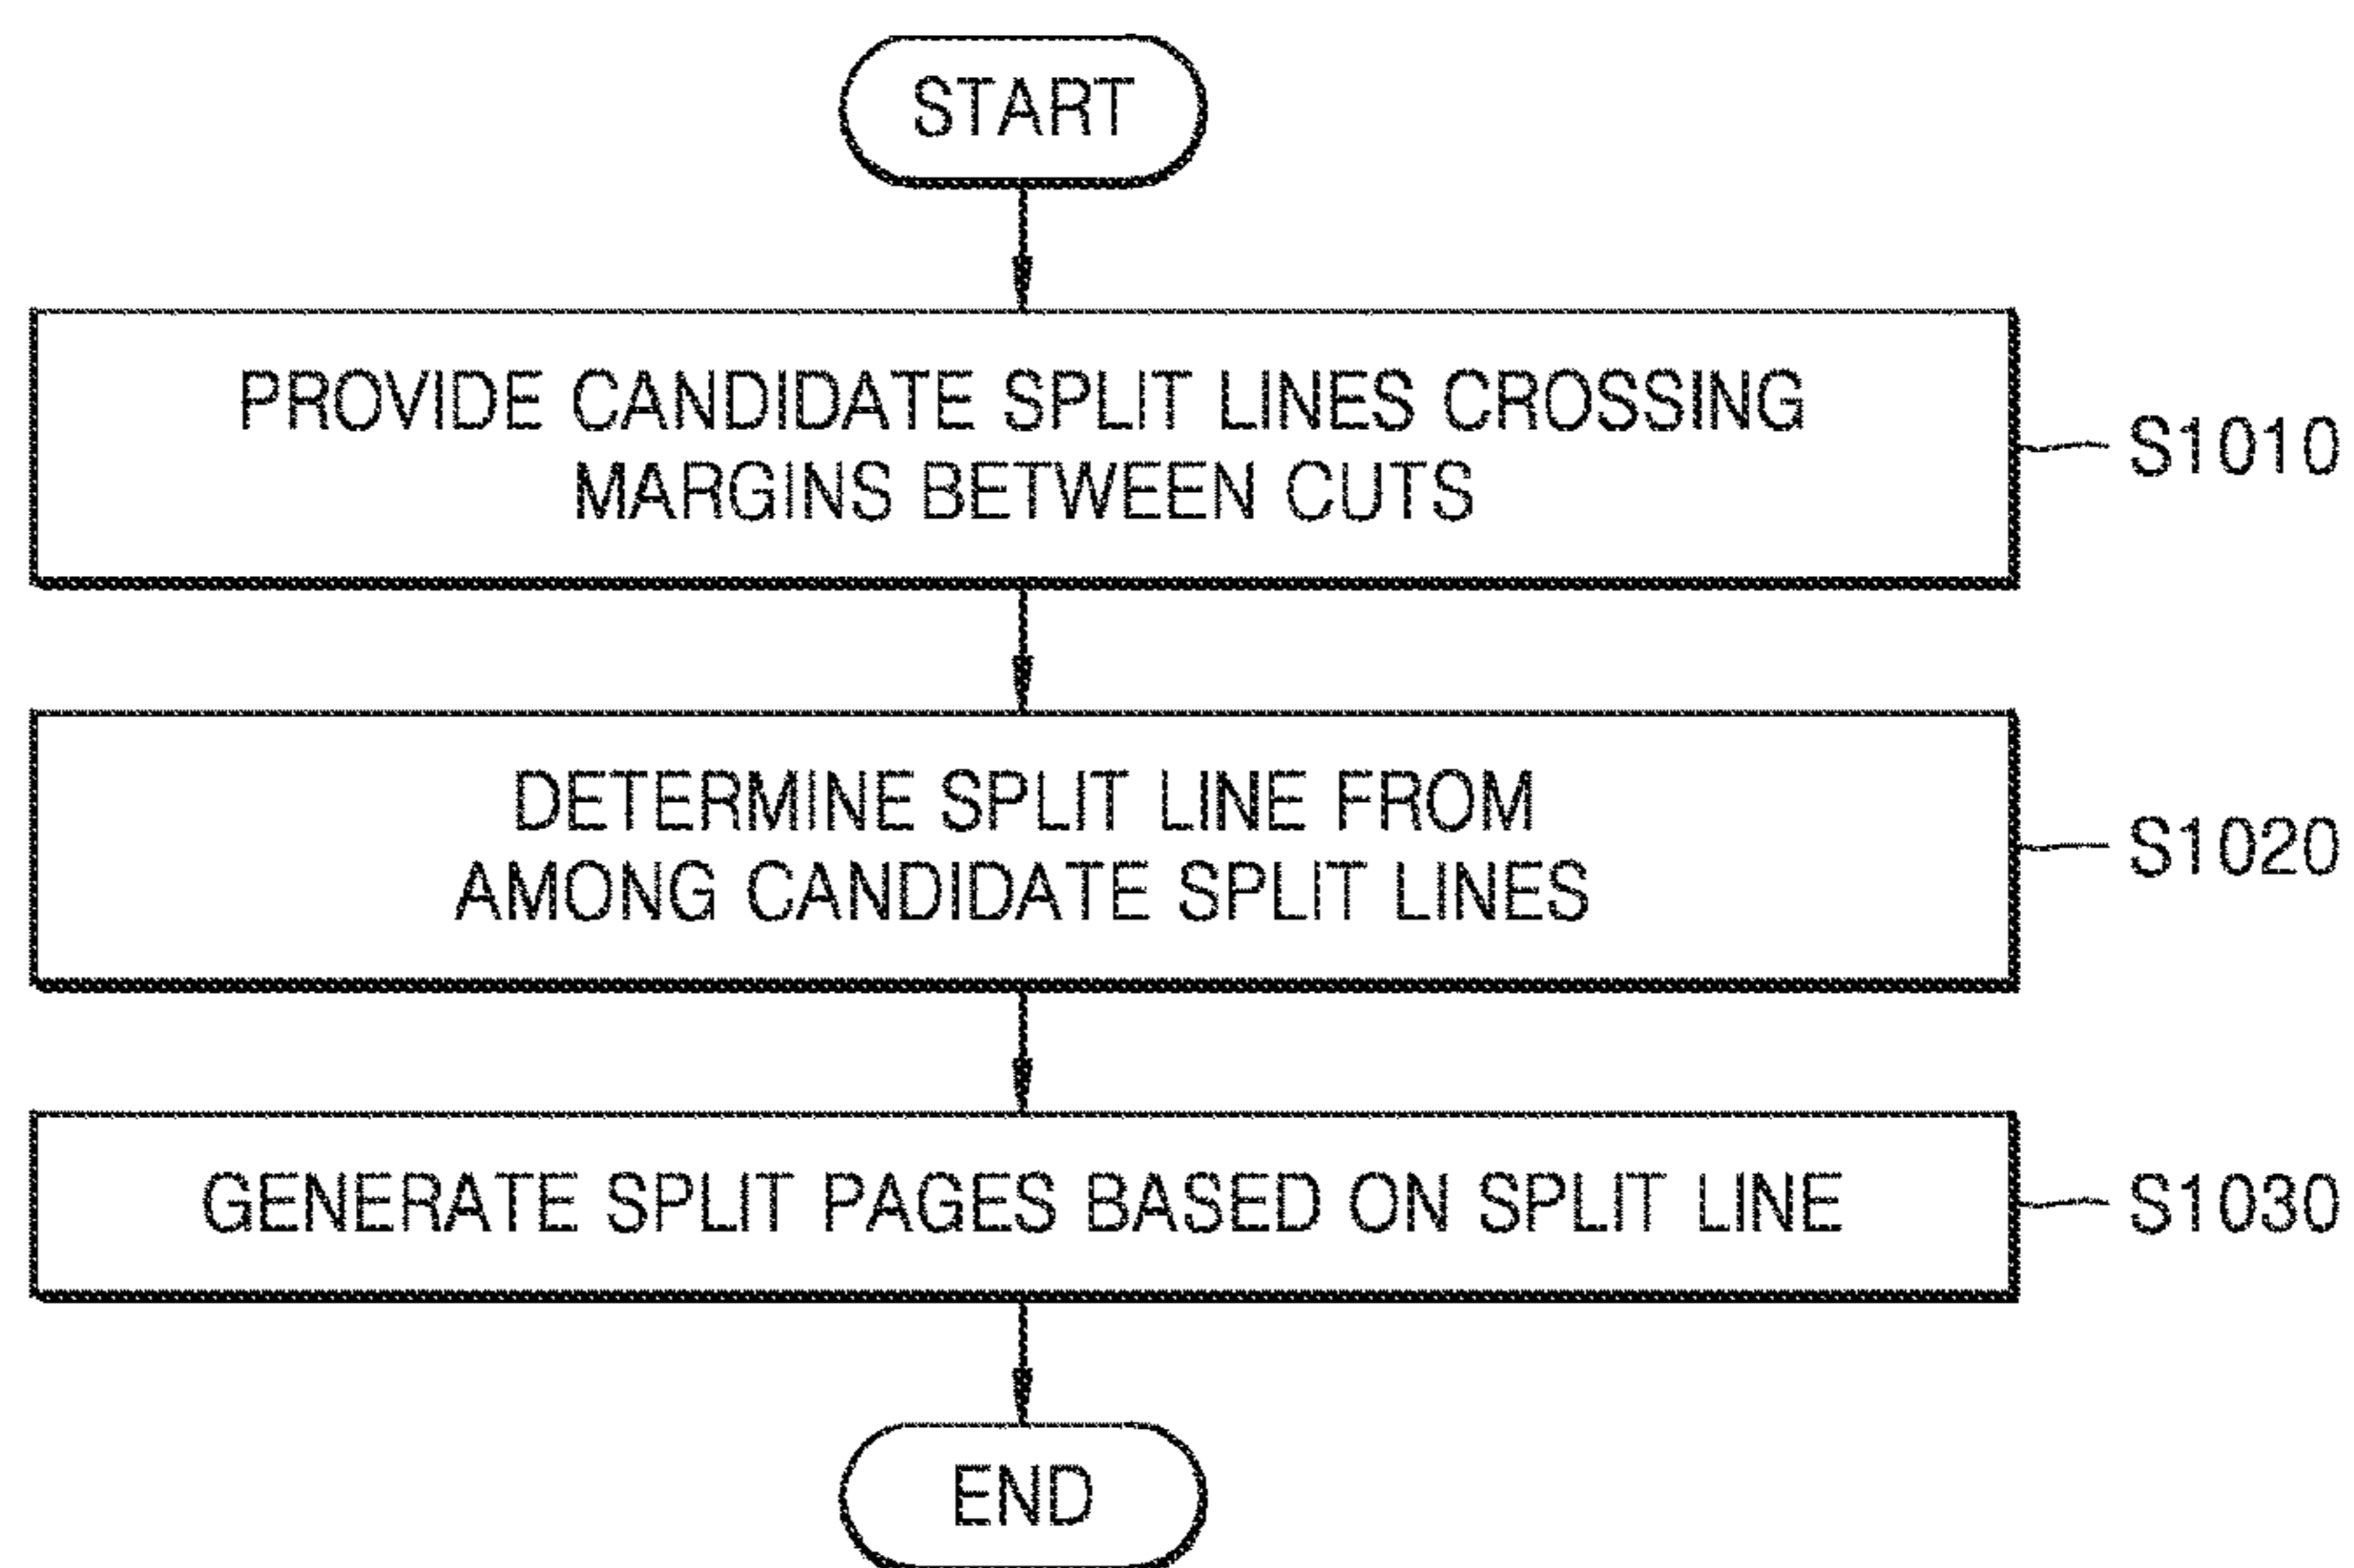 START
PROVIDE CANDIDATE SPLIT LINES CROSSING
MARGINS BETWEEN CUTS
S1010
DETERMINE SPLIT LINE FROM
AMONG CANDIDATE SPLIT LINES
S1020
GENERATE SPLIT PAGES BASED ON SPLIT LINE
S1030
END